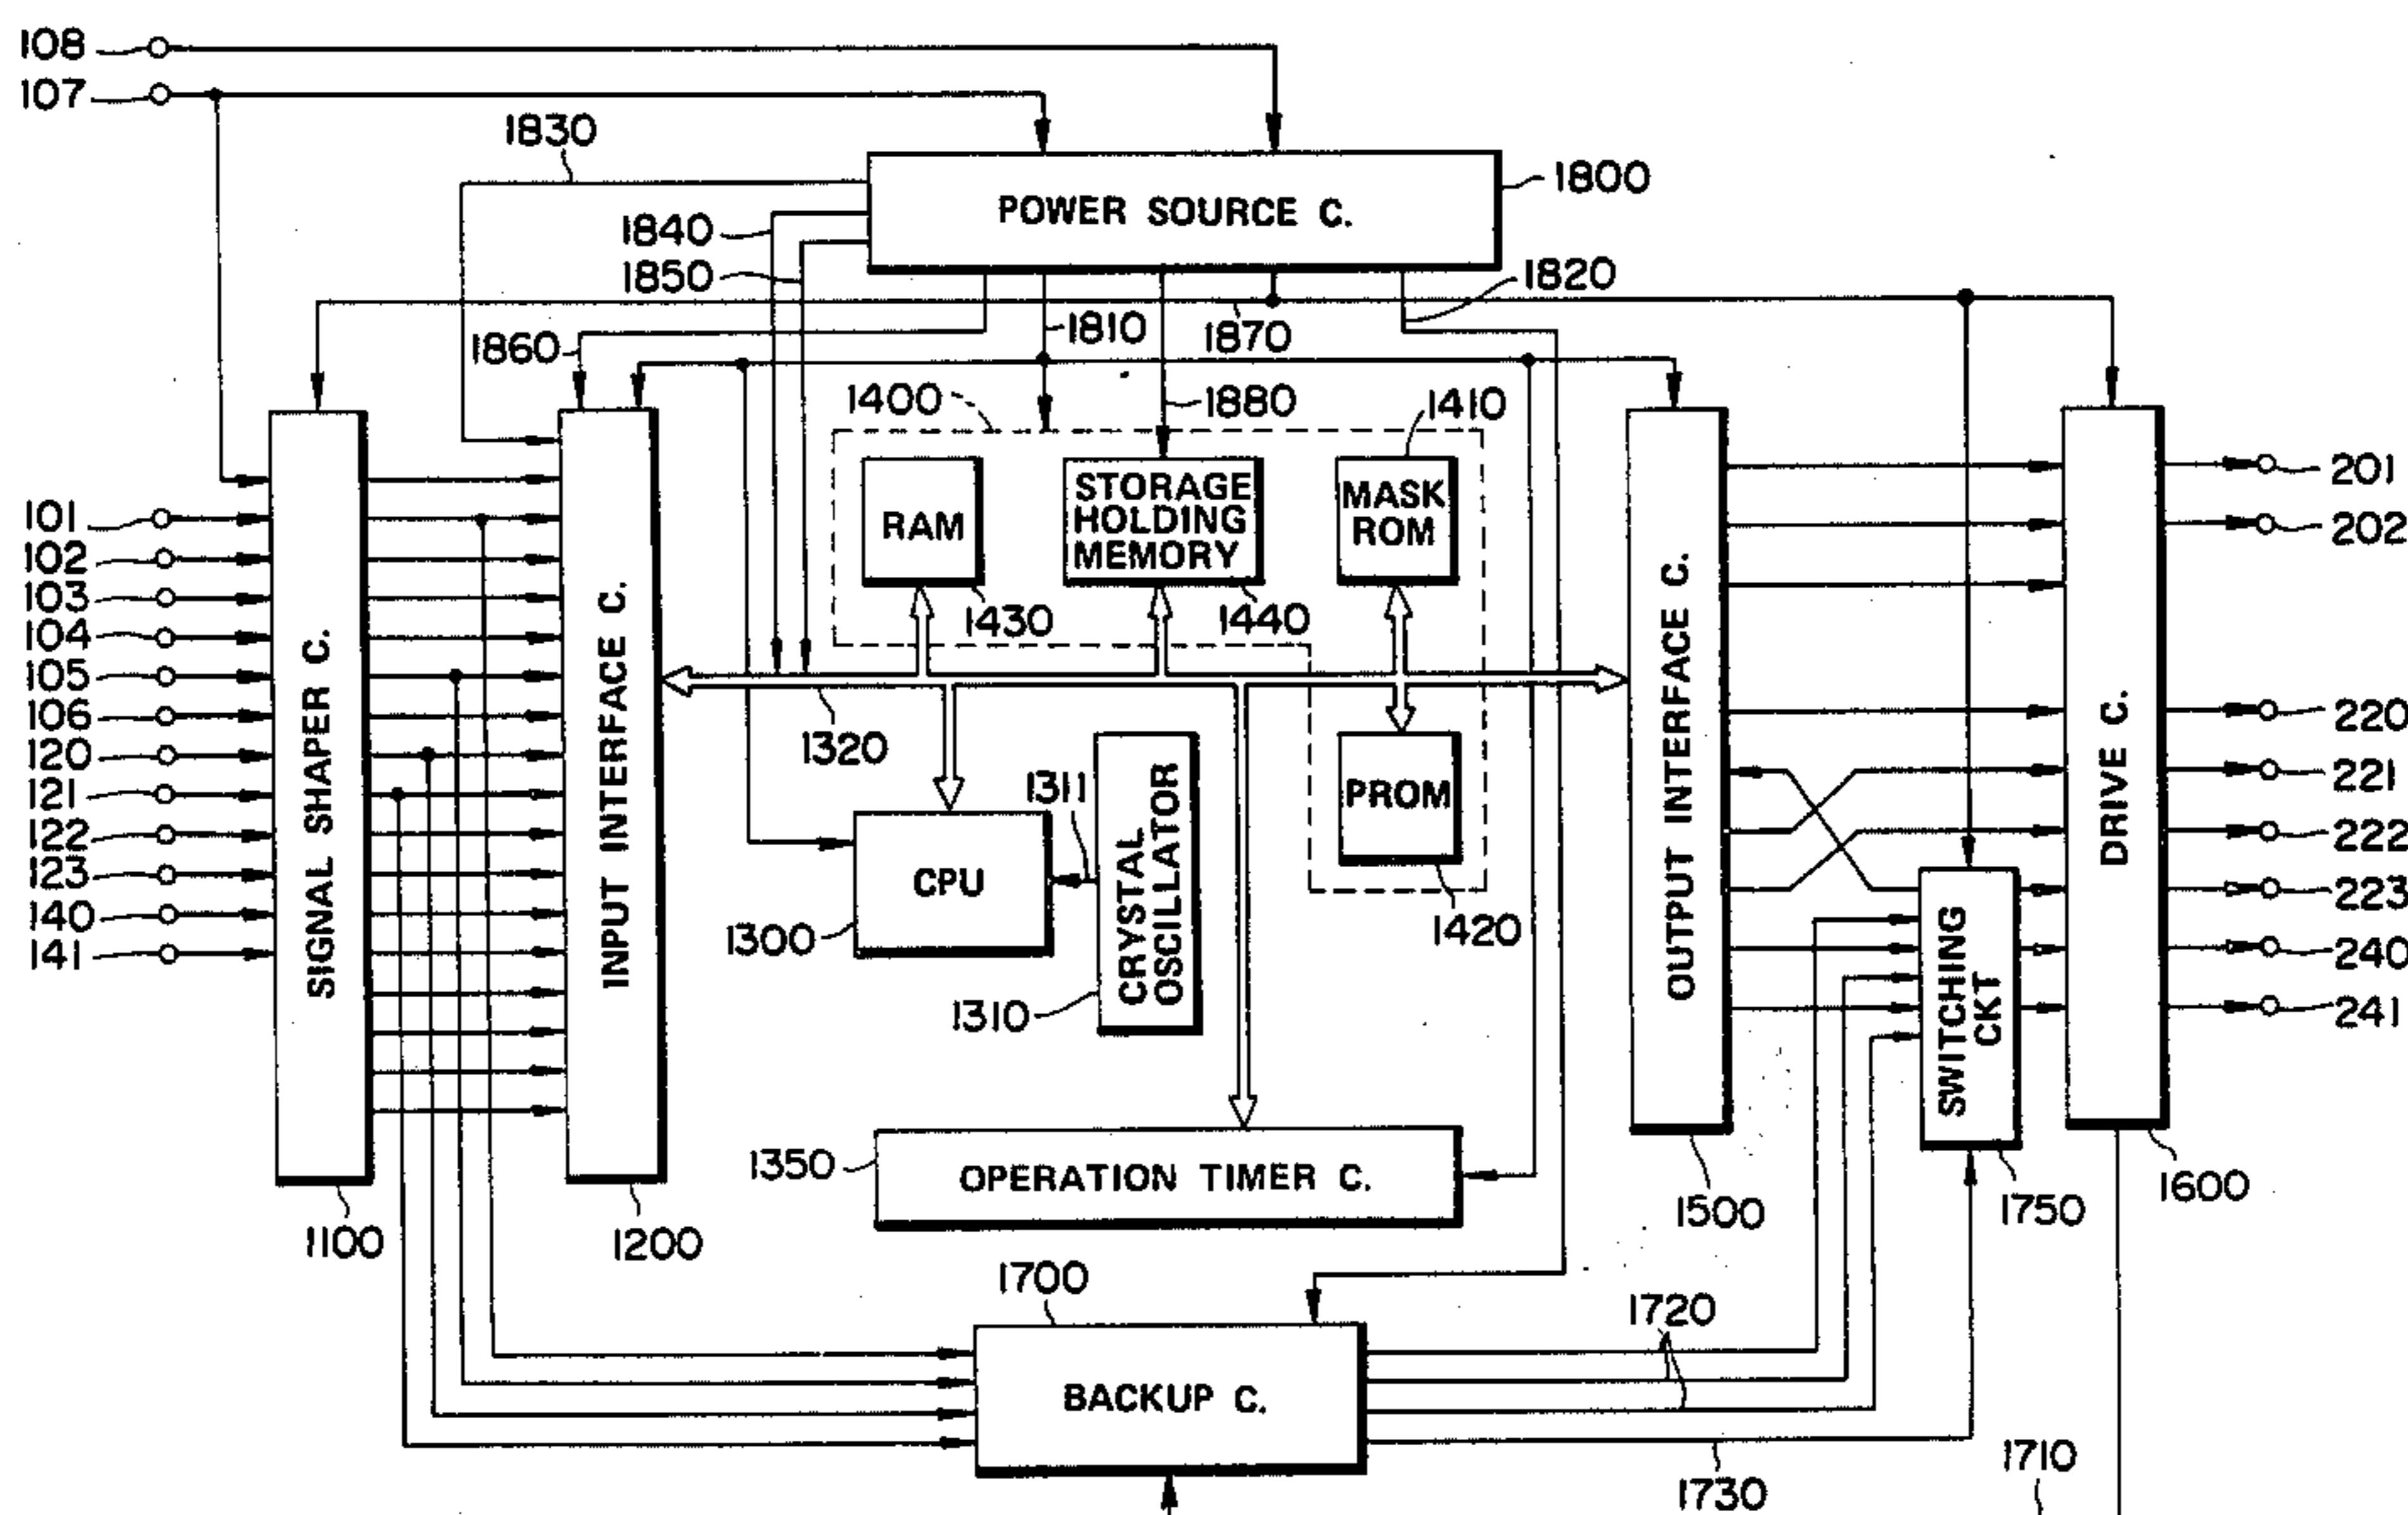 108
107
1830
1800
POWER SOURCE C.
1840
1850
1820
1860
1810
1870
1400
1880
1410
101
102
103
104
105
106
120
121
122
123
140
141
SIGNAL SHAPER C.
INPUT INTERFACE C.
RAM
STORAGE
HOLDING
MEMORY
MASK
ROM
1430
1440
1320
1311
CPU
1300
CRYSTAL
OSCILLATOR
1310
PROM
1420
OUTPUT INTERFACE C.
SWITCHING
CKT
DRIVE C.
201
202
220
221
222
223
240
241
1350
OPERATION TIMER C.
1100
1200
1500
1750
1600
1700
BACKUP C.
1720
1730
1710